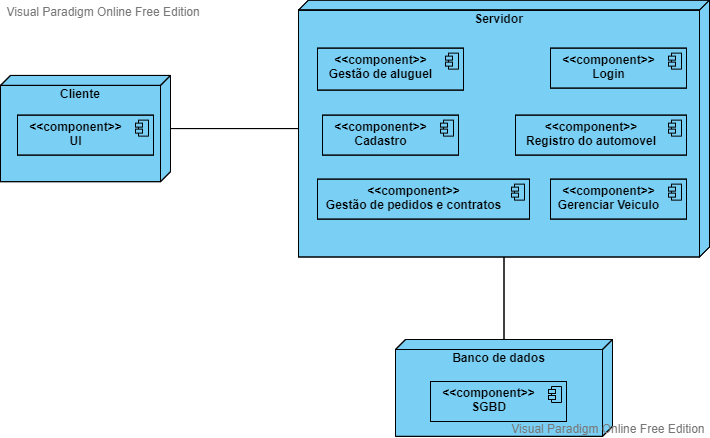 Visual Paradigm Online Free Edition
Servidor
<<component>>
Gestão de aluguel
<<component>>
Login
Cliente
<<component>>
UI
<<component>>
Cadastro
<<component>>
Registro do automovel
<<component>>
Gestão de pedidos e contratos
<<component>>
Gerenciar Veiculo
Banco de dados
<<component>>
SGBD
Visual Paradigm Online Free Edition